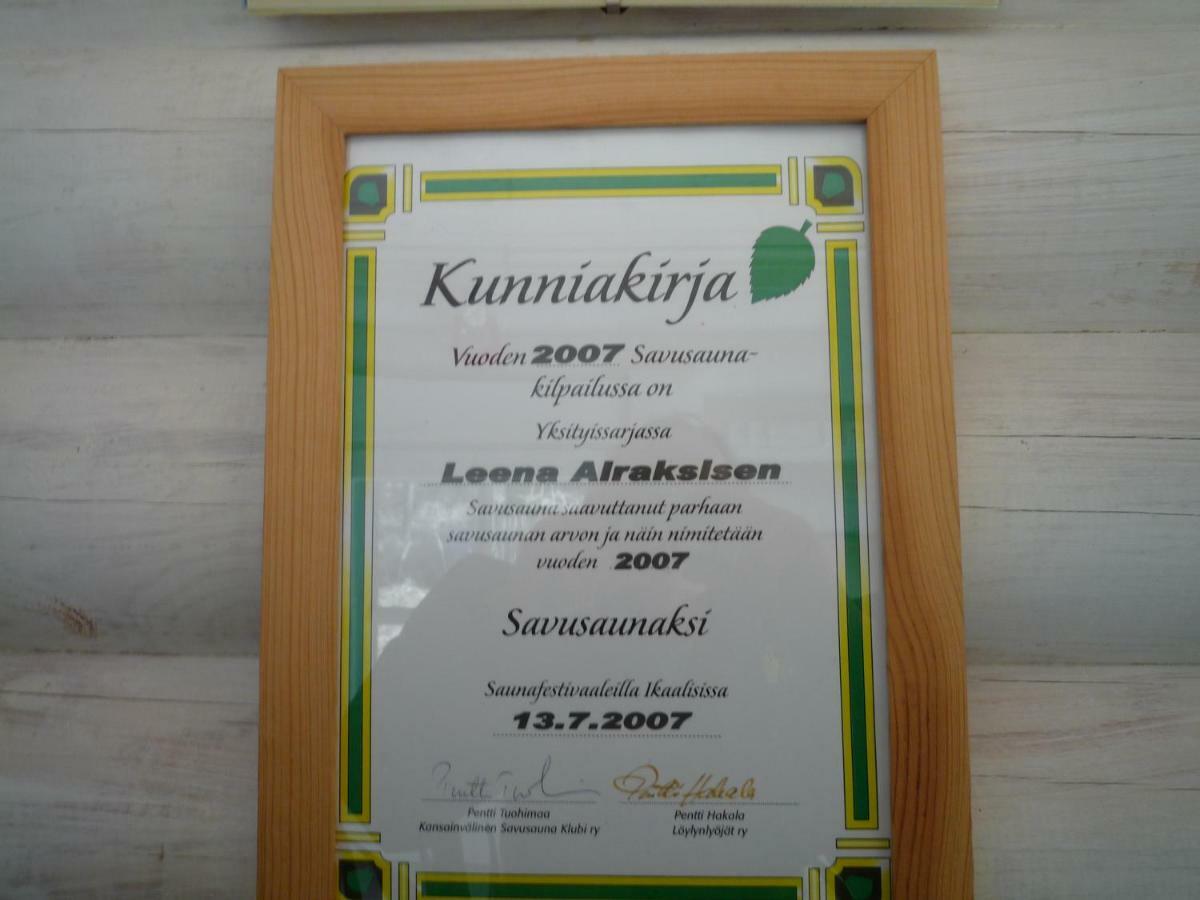 Kunniakirja
Vuoden 2007 Savusauna-
kilpailussa on
Yksityissarjassa
Leena Airaksisen
Savusauna saavuttanut parhaan
savusaunan arvon ja näin nimitetään
vuoden 2007
Savusaunaksi
Saunafestivaaleilla Ikaalisissa
13.7.2007
Pentti Tuohimaa
Pentti Hakala
Kansainvälinen Savusauna Klubi ry
Löylynlyöjät ry